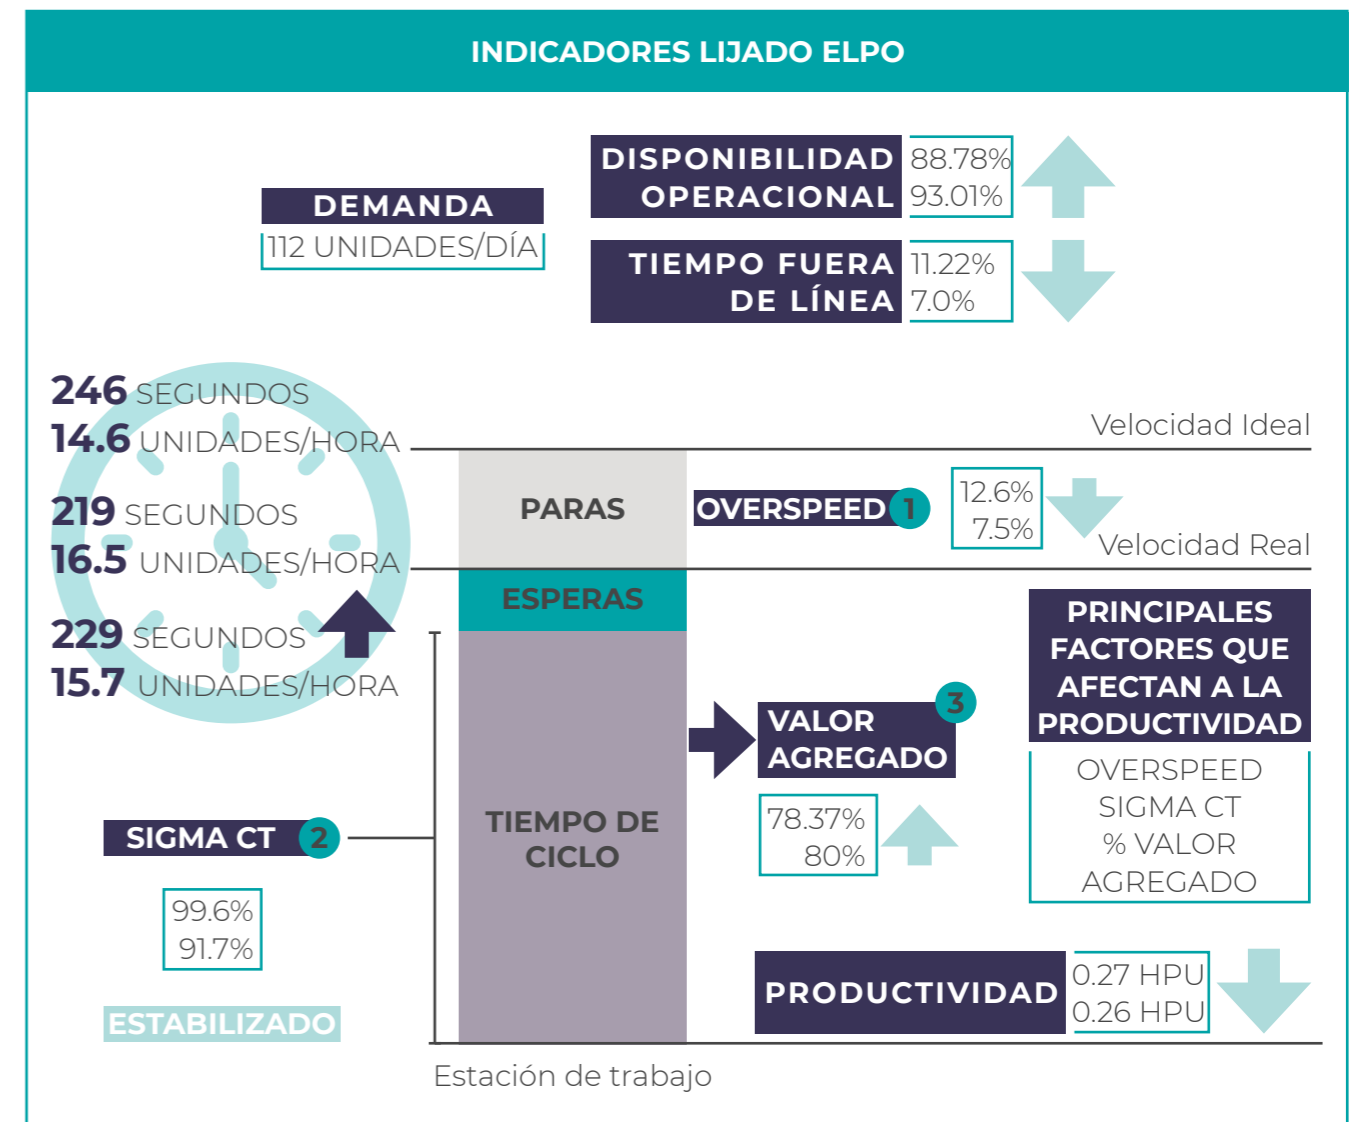 INDICADORES LIJADO ELPO
DISPONIBILIDAD
OPERACIONAL
88.78%
93.01%
DEMANDA
112 UNIDADES/DÍA
TIEMPO FUERA
DE LÍNEA
11.22%
7.0%
246 SEGUNDOS
14.6 UNIDADES/HORA
Velocidad Ideal
PARAS
OVERSPEED 1
12.6%
7.5%
219 SEGUNDOS
16.5 UNIDADES/HORA
Velocidad Real
ESPERAS
229 SEGUNDOS
15.7 UNIDADES/HORA
PRINCIPALES
FACTORES QUE
AFECTAN A LA
PRODUCTIVIDAD
OVERSPEED
SIGMA CT
% VALOR
AGREGADO
VALOR
AGREGADO
3
78.37%
80%
TIEMPO DE
CICLO
SIGMA CT 2
99.6%
91.7%
ESTABILIZADO
PRODUCTIVIDAD
0.27 HPU
0.26 HPU
Estación de trabajo